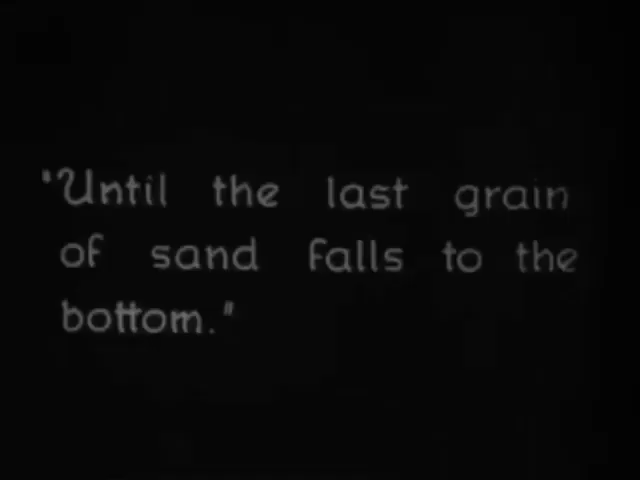 "Until the last grain
of sand falls to the
bottom."